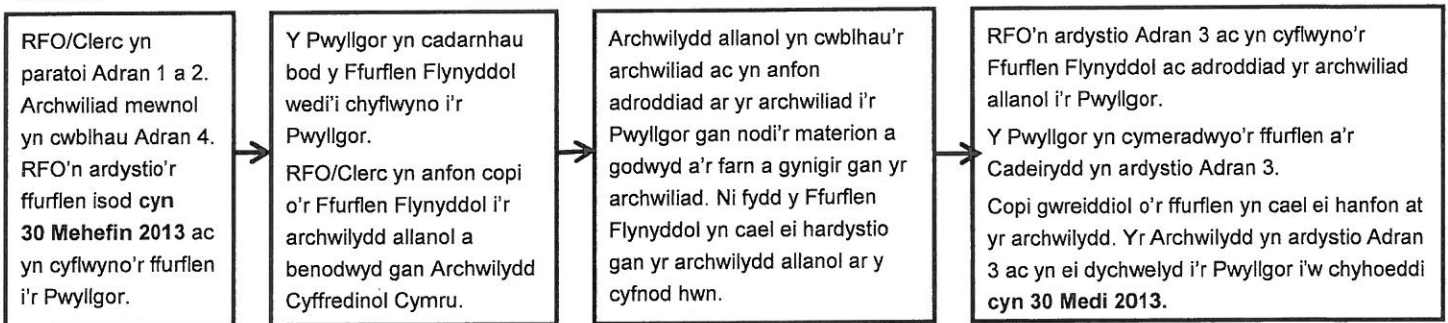 RFO/Clerc yn
paratoi Adran 1 a 2.
Archwiliad mewnol
yn cwblhau Adran 4.
RFO'n ardystio'r
ffurflen isod cyn
30 Mehefin 2013 ac
yn cyflwyno'r ffurflen
i'r Pwyllgor.
Y Pwyllgor yn cadarnhau
bod y Ffurflen Flynyddol
wedi'i chyflwyno i'r
Pwyllgor.
RFO/Clerc yn anfon copi
o'r Ffurflen Flynyddol i'r
archwilydd allanol a
benodwyd gan Archwilydd
Cyffredinol Cymru.
Archwilydd allanol yn cwblhau'r
archwiliad ac yn anfon
adroddiad ar yr archwiliad i'r
Pwyllgor gan nodi'r materion a
godwyd a'r farn a gynigir gan yr
archwiliad. Ni fydd y Ffurflen
Flynyddol yn cael ei hardystio
gan yr archwilydd allanol ar y
cyfnod hwn.
RFO'n ardystio Adran 3 ac yn cyflwyno'r
Ffurflen Flynyddol ac adroddiad yr archwiliad
allanol i'r Pwyllgor.
Y Pwyllgor yn cymeradwyo'r ffurflen a'r
Cadeirydd yn ardystio Adran 3.
Copi gwreiddiol o'r ffurflen yn cael ei hanfon at
yr archwilydd. Yr Archwilydd yn ardystio Adran
3 ac yn ei dychwelyd i'r Pwyllgor i'w chyhoeddi
cyn 30 Medi 2013.